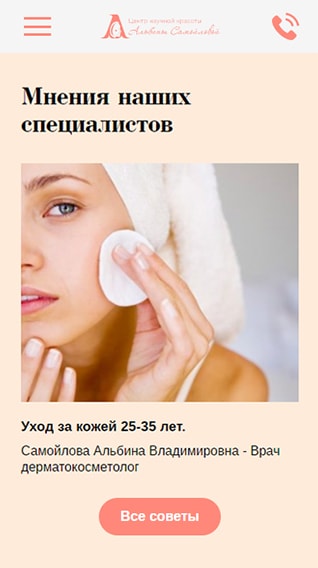 Центр научной красоты
Альбины Самойловой
Мнения наших
специалистов
Уход за кожей 25-35 лет.
Самойлова Альбина Владимировна - Врач
дерматокосметолог
Все советы